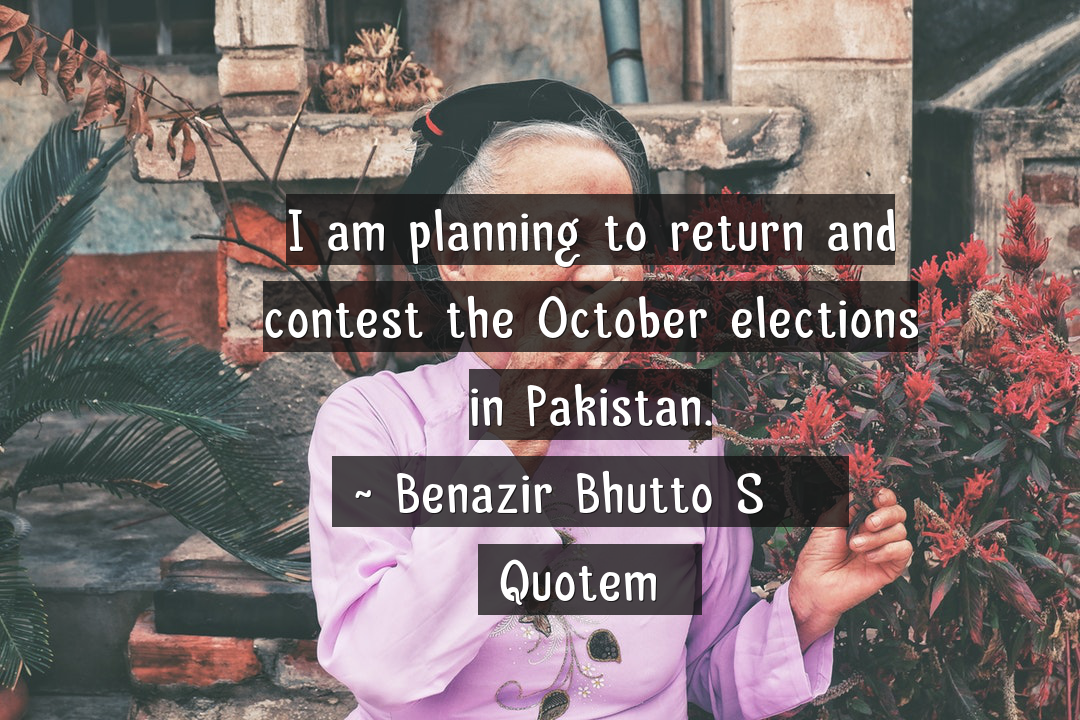 I am planning to return and
contest the October elections
in Pakistan.
~ Benazir Bhutto S
Quotem